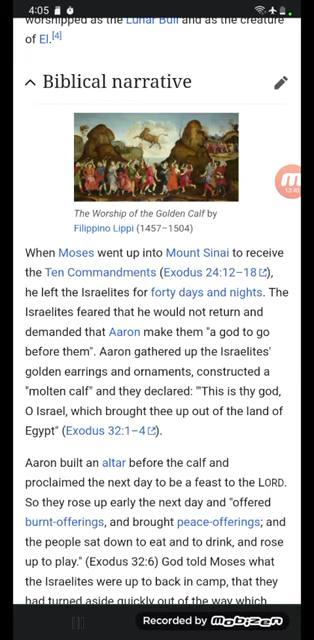 4:05
worshipped as the Lunar Bull and as the creature
of El.[4]
Biblical narrative
The Worship of the Golden Calf by
Filippino Lippi (1457–1504)
When Moses went up into Mount Sinai to receive
the Ten Commandments (Exodus 24:12–18),
he left the Israelites for forty days and nights. The
Israelites feared that he would not return and
demanded that Aaron make them "a god to go
before them". Aaron gathered up the Israelites'
golden earrings and ornaments, constructed a
"molten calf" and they declared: "'This is thy god,
O Israel, which brought thee up out of the land of
Egypt" (Exodus 32:1–4).
Aaron built an altar before the calf and
proclaimed the next day to be a feast to the LORD.
So they rose up early the next day and "offered
burnt-offerings, and brought peace-offerings; and
the people sat down to eat and to drink, and rose
up to play." (Exodus 32:6) God told Moses what
the Israelites were up to back in camp, that they
had turned aside quickly out of the way which
Recorded by Mobizen